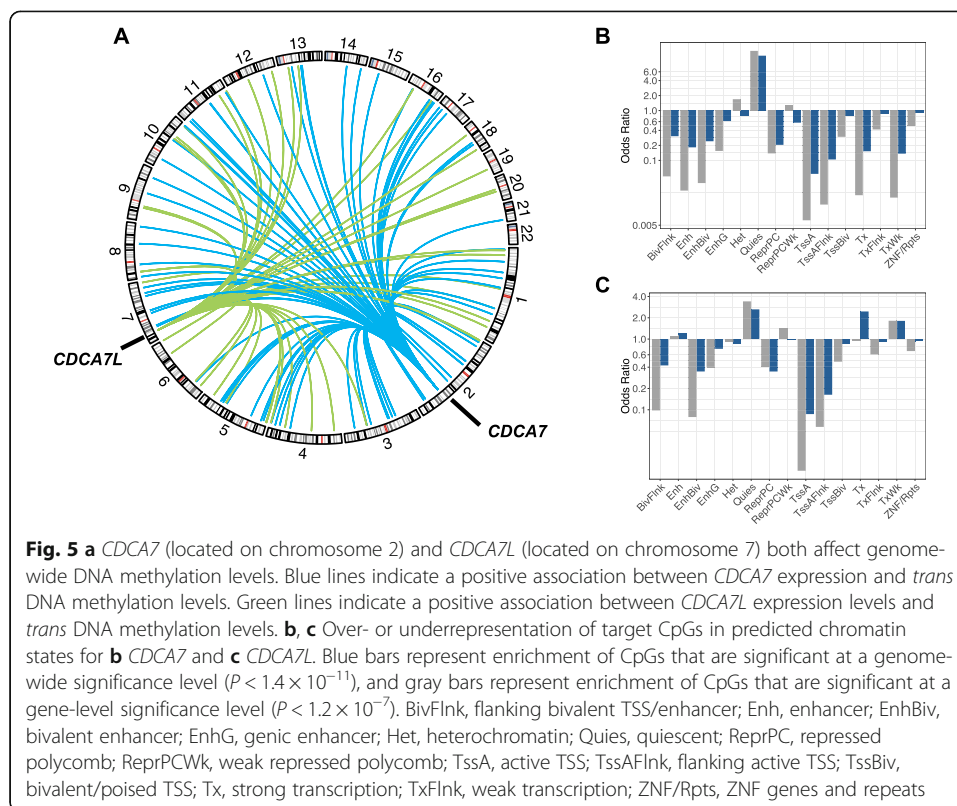 A
1
2
3
4
5
6
7
8
9
10
11
12
13
14
15
16
17
18
19
20
21
22
CDCA7L
CDCA7
B
Odds Ratio
6.0
4.0
2.0
1.0
0.6
0.4
0.1
0.005
BivFlnk
Enh
EnhBiv
EnhG
Het
Quies
ReprPC
ReprPCWk
TssA
TssAFlnk
TssBiv
Tx
TxFlnk
TxWk
ZNF/Rpts
C
Odds Ratio
4.0
2.0
1.0
0.6
0.4
0.1
BivFlnk
Enh
EnhBiv
EnhG
Het
Quies
ReprPC
ReprPCWk
TssA
TssAFlnk
TssBiv
Tx
TxFlnk
TxWk
ZNF/Rpts
Fig. 5 a CDCA7 (located on chromosome 2) and CDCA7L (located on chromosome 7) both affect genome-
wide DNA methylation levels. Blue lines indicate a positive association between CDCA7 expression and trans
DNA methylation levels. Green lines indicate a positive association between CDCA7L expression levels and
trans DNA methylation levels. b, c Over- or underrepresentation of target CpGs in predicted chromatin
states for b CDCA7 and c CDCA7L. Blue bars represent enrichment of CpGs that are significant at a genome-
wide significance level (P < 1.4 × 10⁻¹¹), and gray bars represent enrichment of CpGs that are significant at a
gene-level significance level (P < 1.2 × 10⁻⁷). BivFlnk, flanking bivalent TSS/enhancer; Enh, enhancer; EnhBiv,
bivalent enhancer; EnhG, genic enhancer; Het, heterochromatin; Quies, quiescent; ReprPC, repressed
polycomb; ReprPCWk, weak repressed polycomb; TssA, active TSS; TssAFlnk, flanking active TSS; TssBiv,
bivalent/poised TSS; Tx, strong transcription; TxFlnk, weak transcription; ZNF/Rpts, ZNF genes and repeats